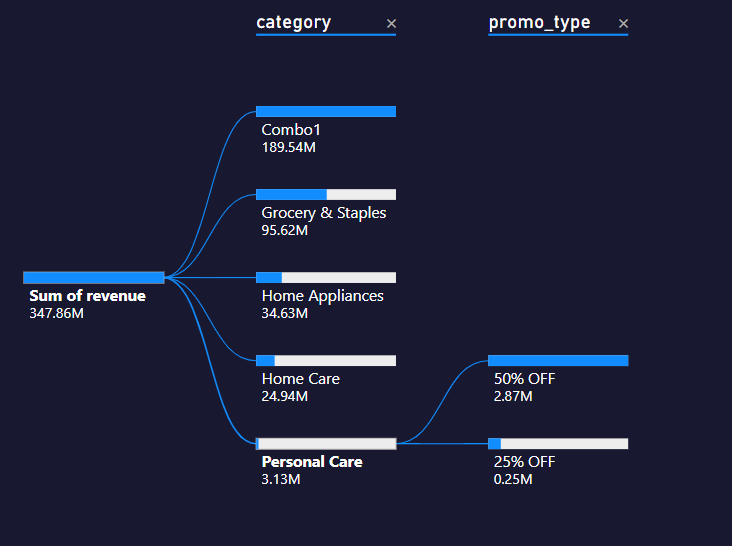 category ×
promo_type ×
Combo1
189.54M
Grocery & Staples
95.62M
Sum of revenue
347.86M
Home Appliances
34.63M
Home Care
24.94M
50% OFF
2.87M
Personal Care
3.13M
25% OFF
0.25M